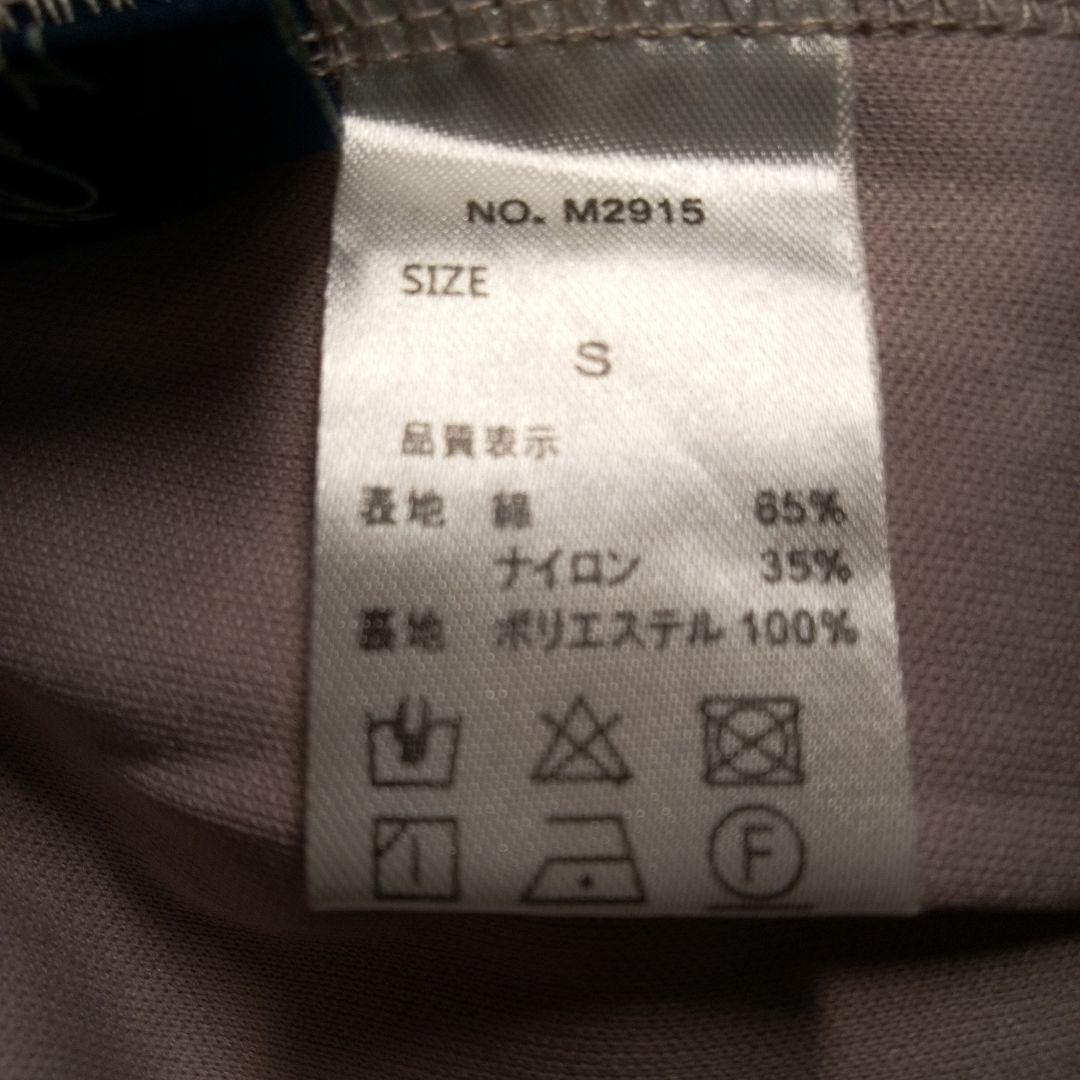 NO. M2915
SIZE
S
品質表示
表地 綿 65%
ナイロン 35%
裏地 ポリエステル 100%
F